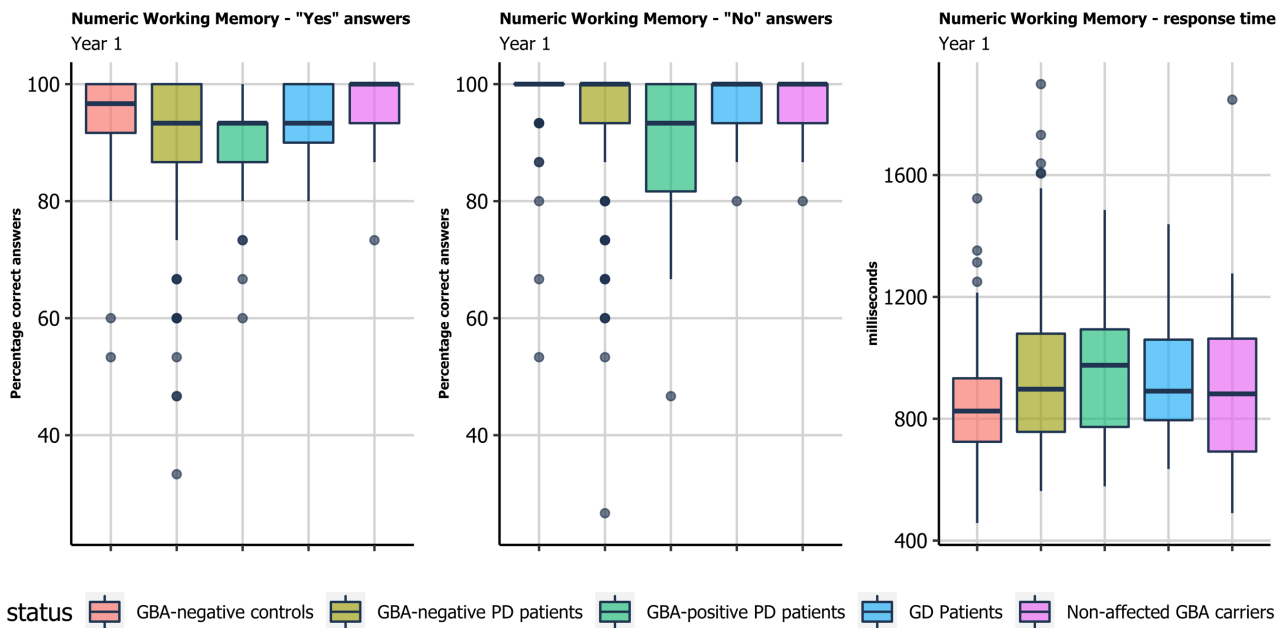 Numeric Working Memory - "Yes" answers
Year 1
Percentage correct answers
100
80
60
40
Numeric Working Memory - "No" answers
Year 1
Percentage correct answers
100
80
60
40
Numeric Working Memory - response time
Year 1
milliseconds
1600
1200
800
400
status GBA-negative controls GBA-negative PD patients GBA-positive PD patients GD Patients Non-affected GBA carriers